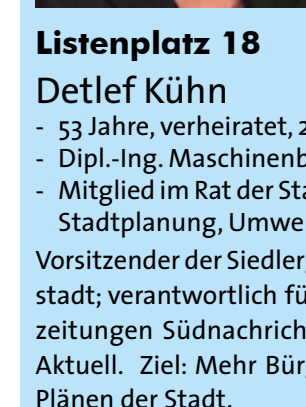 Listenplatz 18
Detlef Kühn
- 53 Jahre, verheiratet, 2
- Dipl.-Ing. Maschinenb
- Mitglied im Rat der Sta
Stadtplanung, Umwe
Vorsitzender der Siedler
stadt; verantwortlich fü
zeitungen Südnachrich
Aktuell. Ziel: Mehr Bür
Plänen der Stadt.